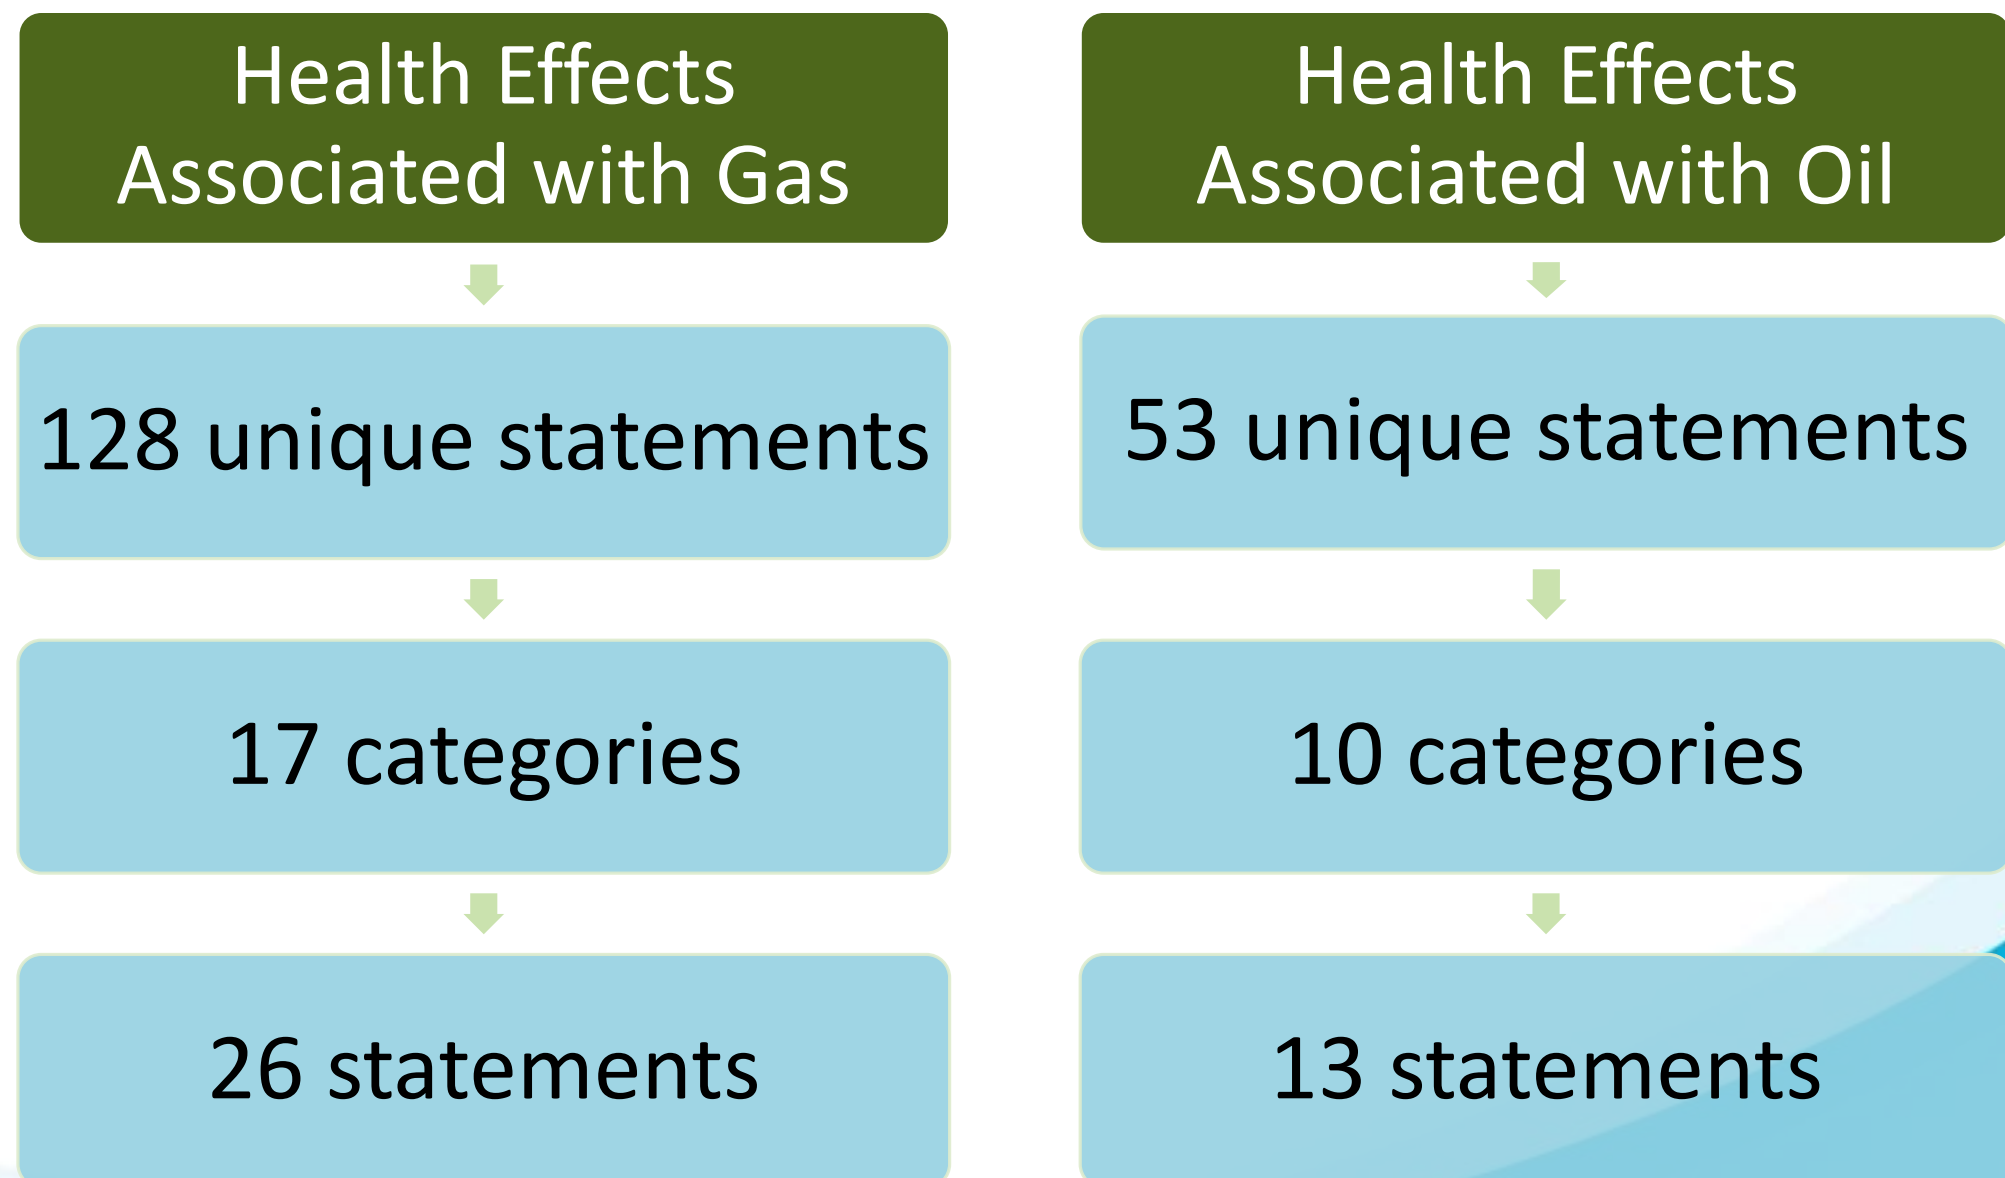 Health Effects
Associated with Gas
128 unique statements
17 categories
26 statements
Health Effects
Associated with Oil
53 unique statements
10 categories
13 statements